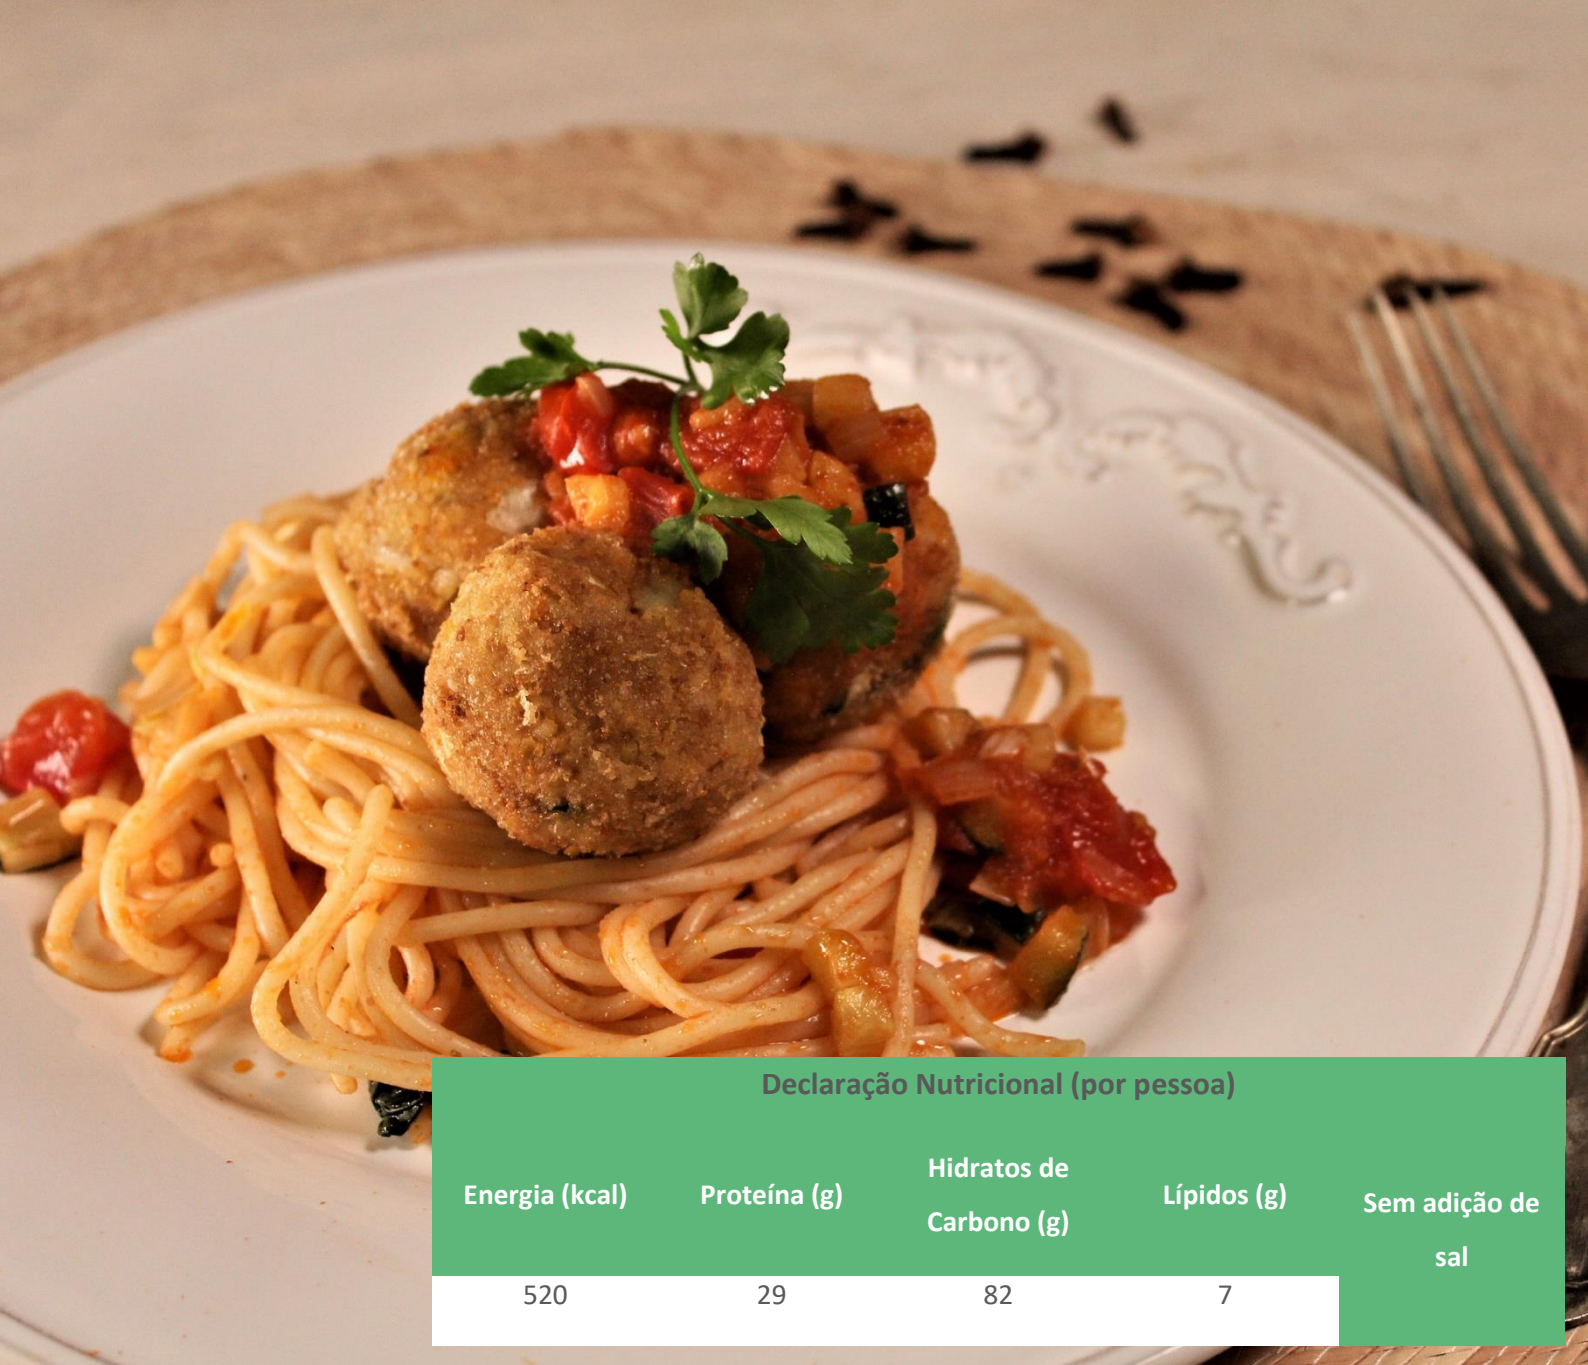 Declaração Nutricional (por pessoa)
Energia (kcal)
Proteína (g)
Hidratos de
Carbono (g)
Lípidos (g)
Sem adição de
sal
520
29
82
7